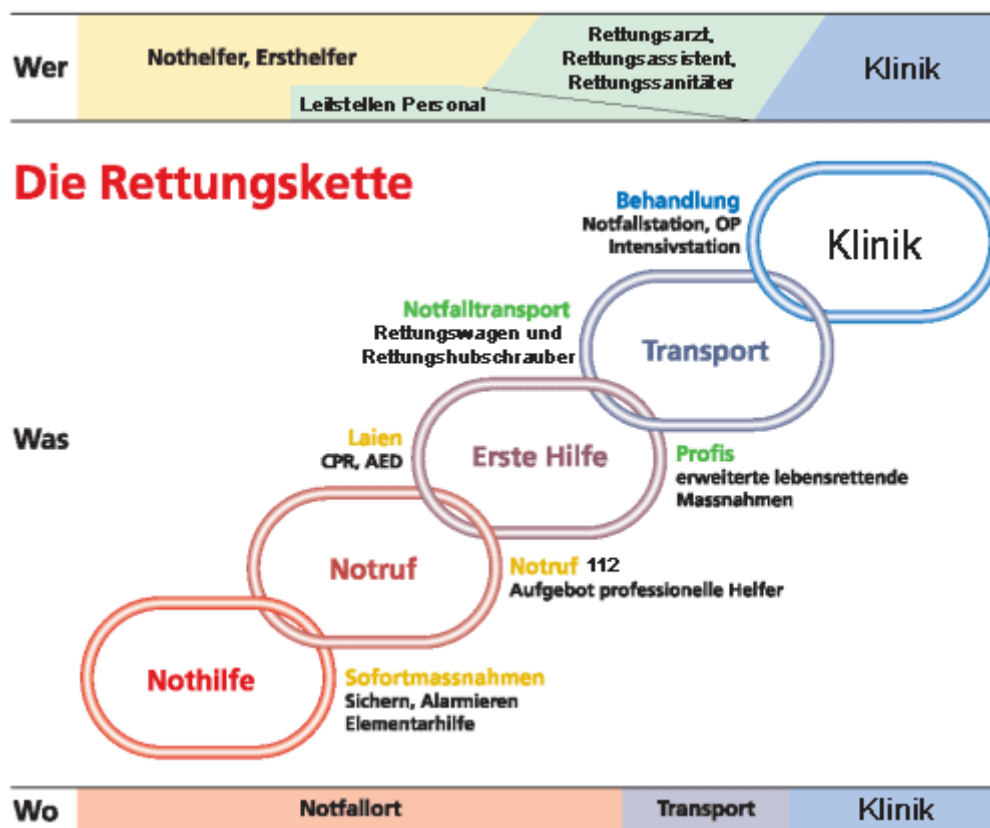 Wer
Nothelfer, Ersthelfer
Leitstellen Personal
Rettungsarzt,
Rettungsassistent,
Rettungssanitäter
Klinik
Die Rettungskette
Behandlung
Notfallstation, OP
Intensivstation
Klinik
Notfalltransport
Rettungswagen und
Rettungshubschrauber
Transport
Was
Laien
CPR, AED
Erste Hilfe
Profis
erweiterte lebensrettende
Massnahmen
Notruf
Notruf 112
Aufgebot professionelle Helfer
Nothilfe
Sofortmassnahmen
Sichern, Alarmieren
Elementarhilfe
Wo
Notfallort
Transport
Klinik